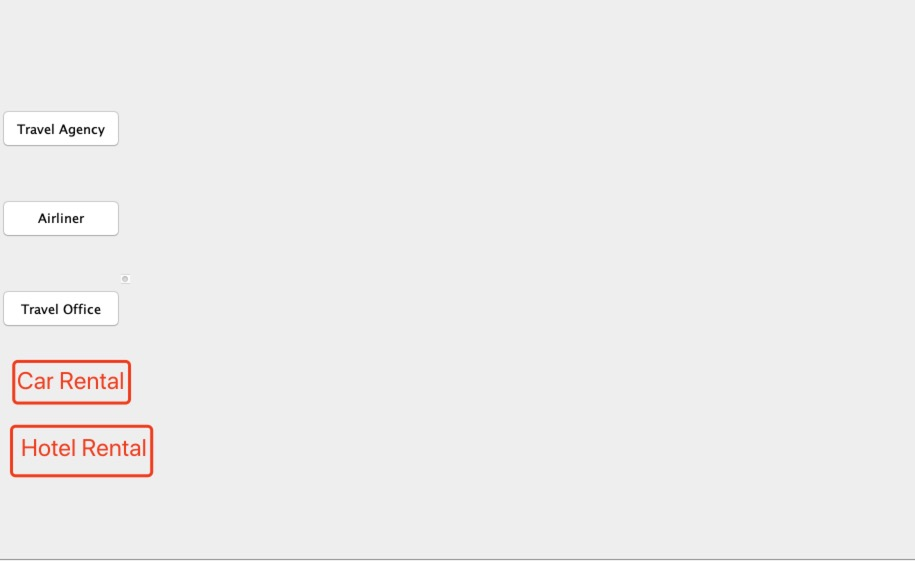 Travel Agency
Airliner
Travel Office
Car Rental
Hotel Rental